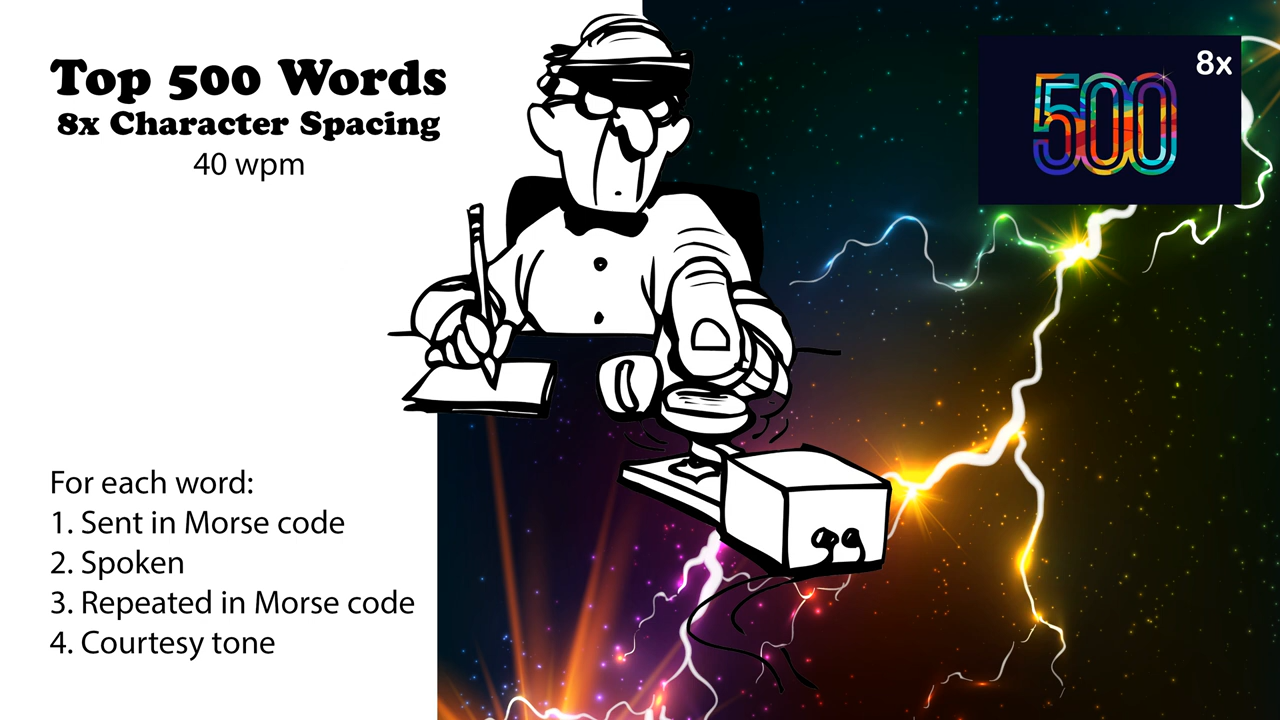 Top 500 Words
8x Character Spacing
40 wpm
8x
500
For each word:
1. Sent in Morse code
2. Spoken
3. Repeated in Morse code
4. Courtesy tone